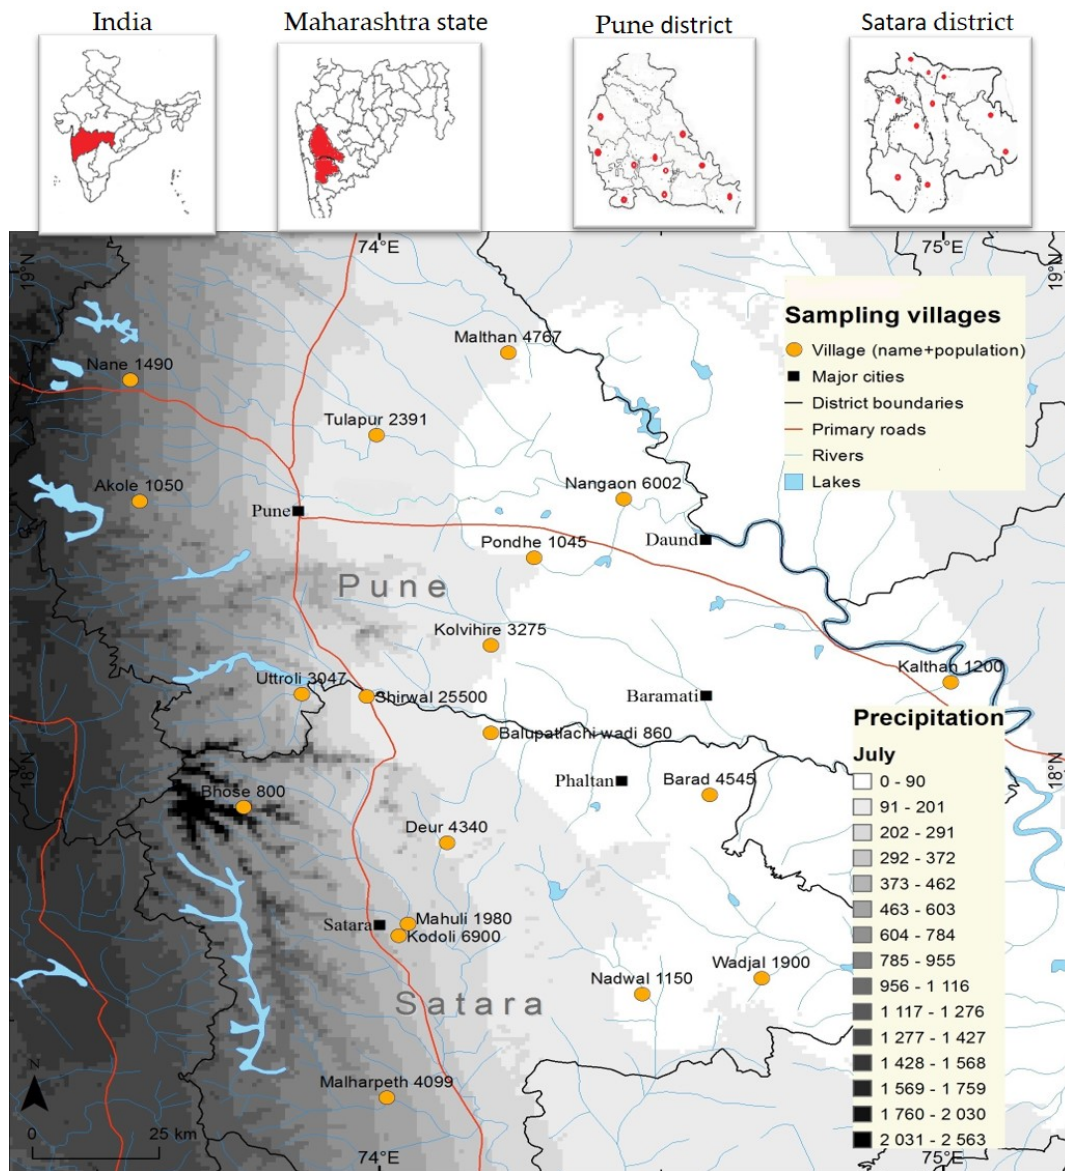 India
Maharashtra state
Pune district
Satara district
74°E
75°E
19°N
19°N
Sampling villages
Village (name+population)
Major cities
District boundaries
Primary roads
Rivers
Lakes
Malthan 4767
Nane 1490
Tulapur 2391
Akole 1050
Nangaon 6002
Pune
Daund
Pondhe 1045
Pune
Kolvihire 3275
Kalthan 1200
Uttroli 3047
Shirwal 25500
Baramati
Balupatlachi wadi 860
Precipitation
July
0 - 90
91 - 201
202 - 291
292 - 372
373 - 462
463 - 603
604 - 784
785 - 955
956 - 1 116
1 117 - 1 276
1 277 - 1 427
1 428 - 1 568
1 569 - 1 759
1 760 - 2 030
2 031 - 2 563
18°N
18°N
Phaltan
Barad 4545
Bhose 800
Deur 4340
Mahuli 1980
Satara
Kodoli 6900
Nadwal 1150
Wadjal 1900
Satara
Malharpeth 4099
N
0
25 km
74°E
75°E